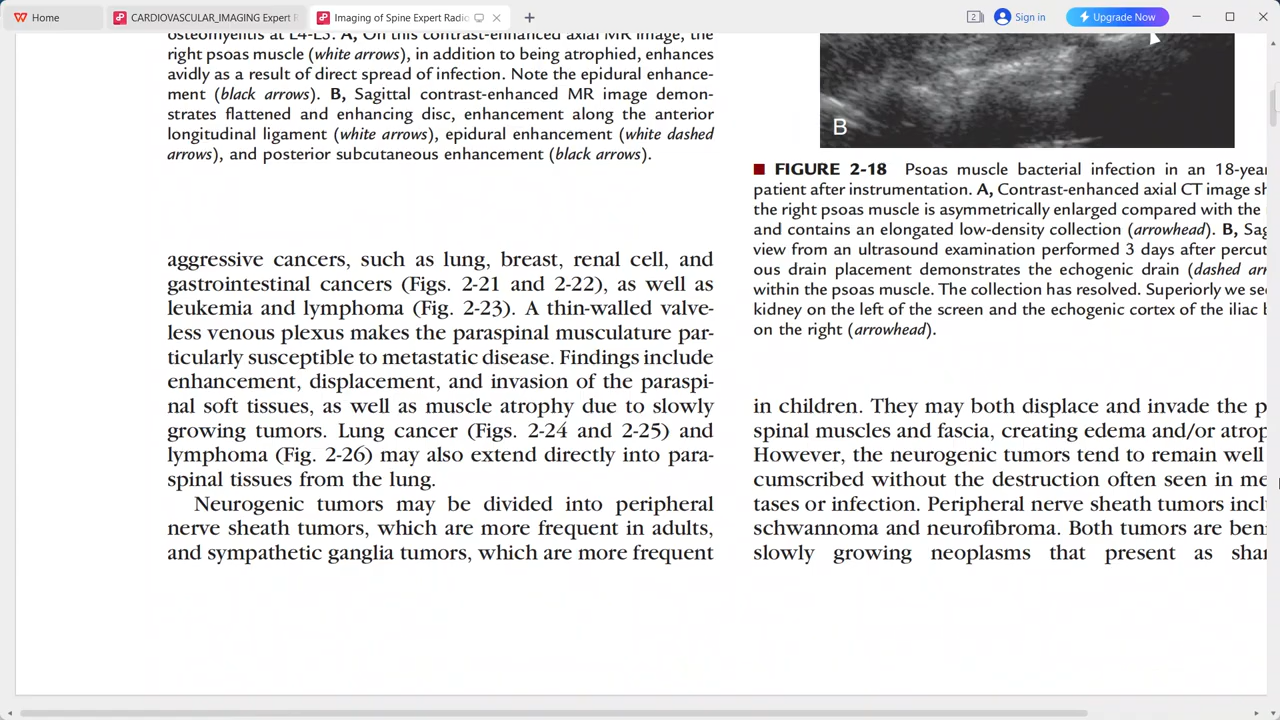 Home
CARDIOVASCULAR_IMAGING Expert
Imaging of Spine Expert Radio
2
Sign in
Upgrade Now
osteomyelitis at L4-L5. A, On this contrast-enhanced axial MR image, the
right psoas muscle (white arrows), in addition to being atrophied, enhances
avidly as a result of direct spread of infection. Note the epidural enhance-
ment (black arrows). B, Sagittal contrast-enhanced MR image demon-
strates flattened and enhancing disc, enhancement along the anterior
longitudinal ligament (white arrows), epidural enhancement (white dashed
arrows), and posterior subcutaneous enhancement (black arrows).
aggressive cancers, such as lung, breast, renal cell, and
gastrointestinal cancers (Figs. 2-21 and 2-22), as well as
leukemia and lymphoma (Fig. 2-23). A thin-walled valve-
less venous plexus makes the paraspinal musculature par-
ticularly susceptible to metastatic disease. Findings include
enhancement, displacement, and invasion of the paraspi-
nal soft tissues, as well as muscle atrophy due to slowly
growing tumors. Lung cancer (Figs. 2-24 and 2-25) and
lymphoma (Fig. 2-26) may also extend directly into para-
spinal tissues from the lung.
Neurogenic tumors may be divided into peripheral
nerve sheath tumors, which are more frequent in adults,
and sympathetic ganglia tumors, which are more frequent
B
FIGURE 2-18 Psoas muscle bacterial infection in an 18-yea
patient after instrumentation. A, Contrast-enhanced axial CT image sh
the right psoas muscle is asymmetrically enlarged compared with the
and contains an elongated low-density collection (arrowhead). B, Sag
view from an ultrasound examination performed 3 days after percut
ous drain placement demonstrates the echogenic drain (dashed arr
within the psoas muscle. The collection has resolved. Superiorly we see
kidney on the left of the screen and the echogenic cortex of the iliac b
on the right (arrowhead).
in children. They may both displace and invade the p
spinal muscles and fascia, creating edema and/or atrop
However, the neurogenic tumors tend to remain well
cumscribed without the destruction often seen in me
tases or infection. Peripheral nerve sheath tumors incl
schwannoma and neurofibroma. Both tumors are ben
slowly growing neoplasms that present as shar